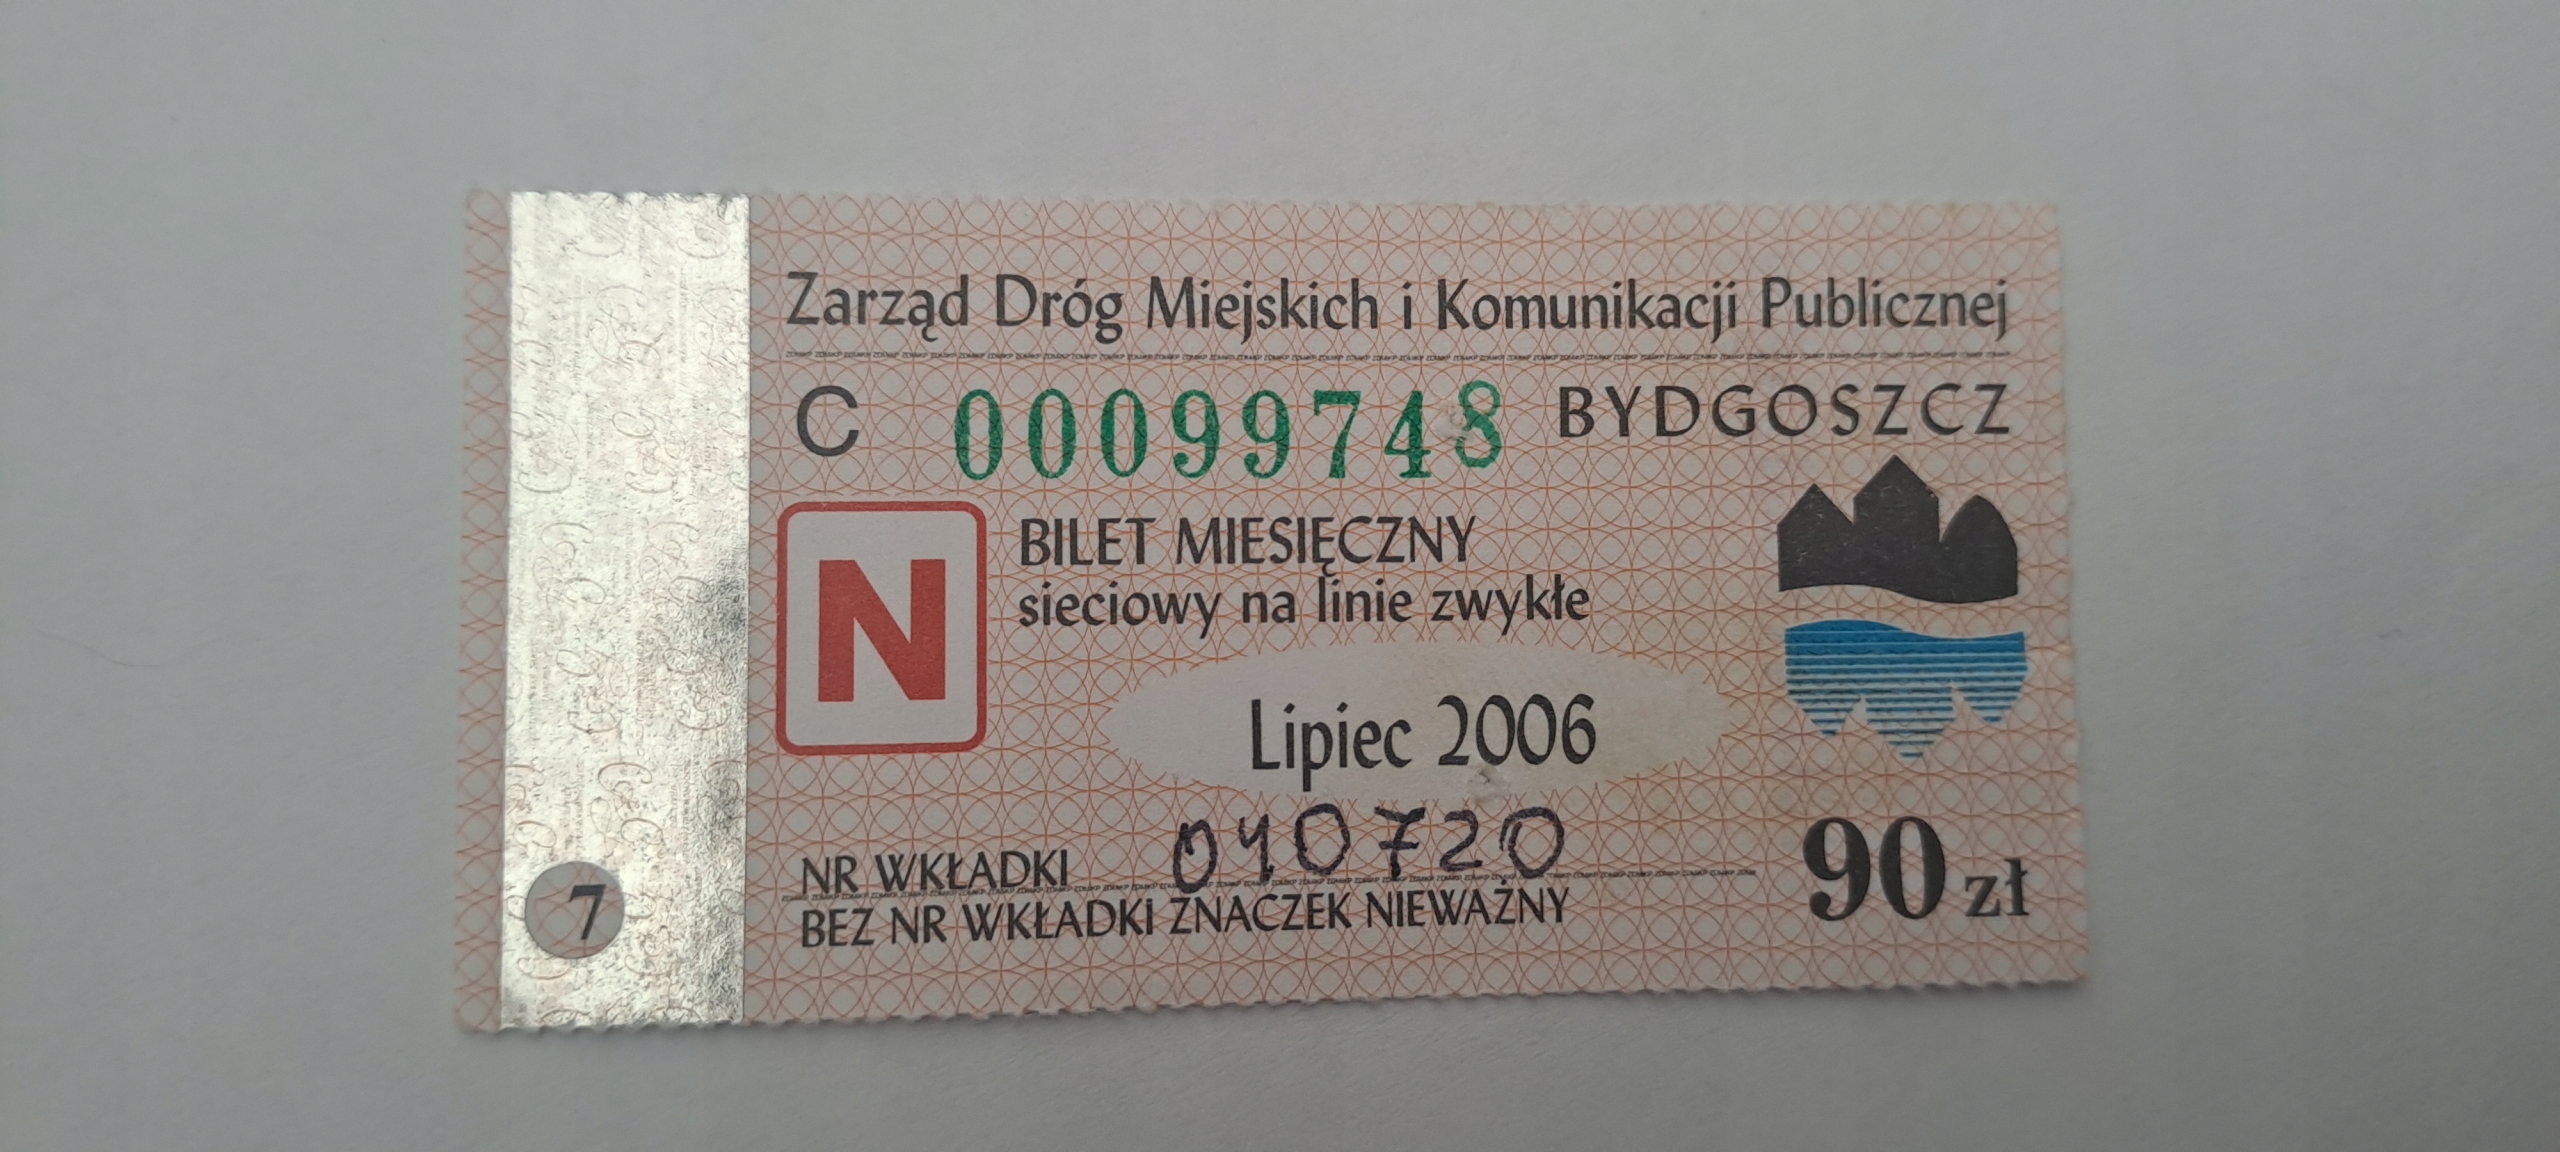 Zarząd Dróg Miejskich i Komunikacji Publicznej
C 00099748 BYDGOSZCZ
N
BILET MIESIĘCZNY
sieciowy na linie zwykłe
Lipiec 2006
NR WKŁADKI 040720
BEZ NR WKŁADKI ZNACZEK NIEWAŻNY
90 zł
7